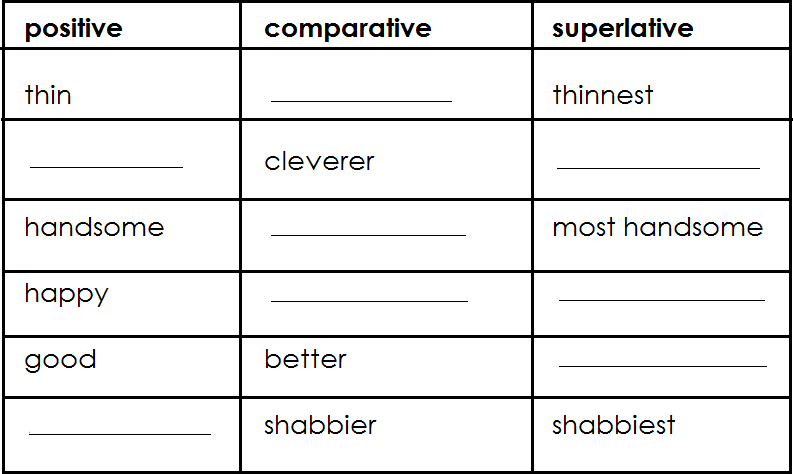 positive comparative superlative
thin thinnest
cleverer
handsome most handsome
happy
good better
shabbier shabbiest